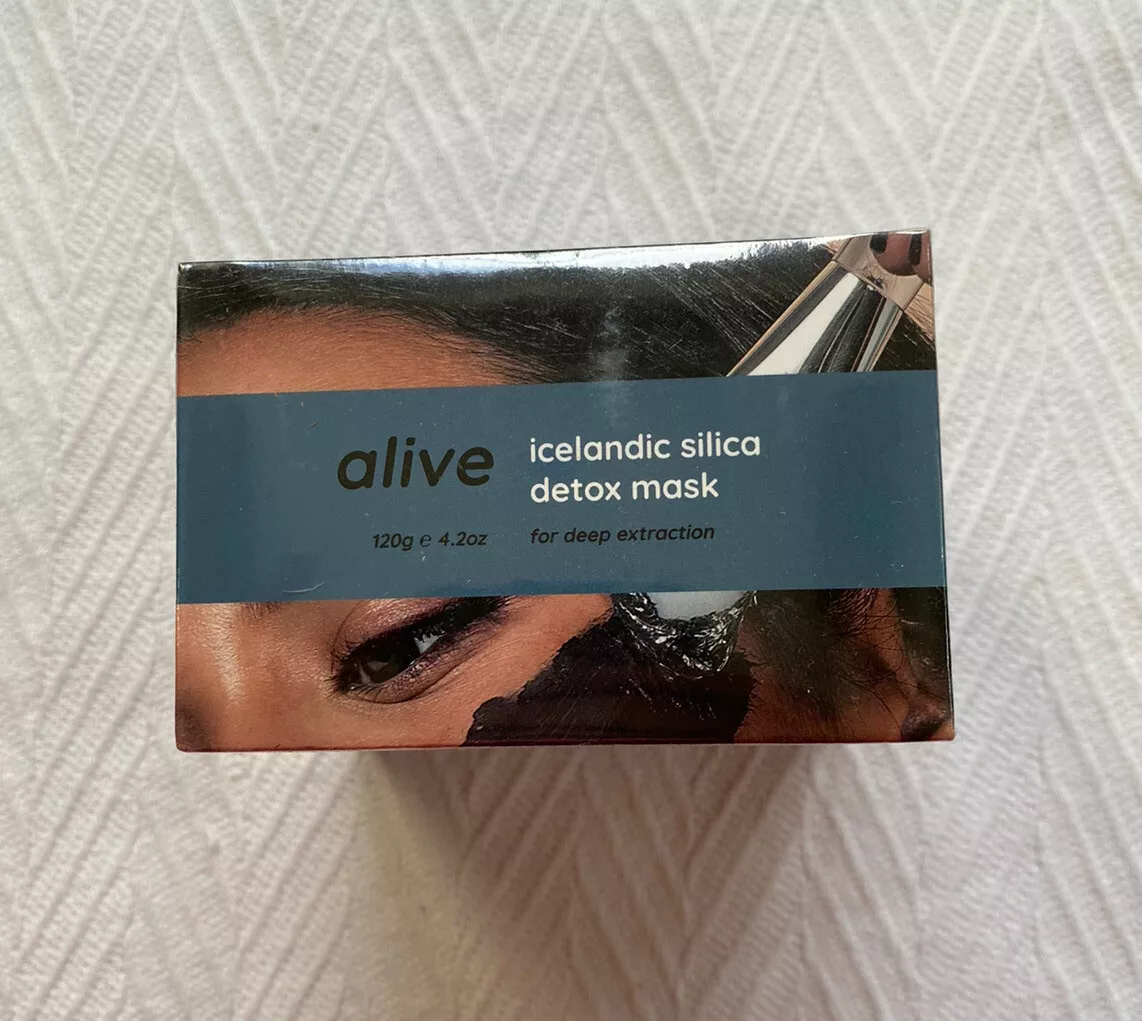 alive
icelandic silica
detox mask
120g ℮ 4.2oz
for deep extraction